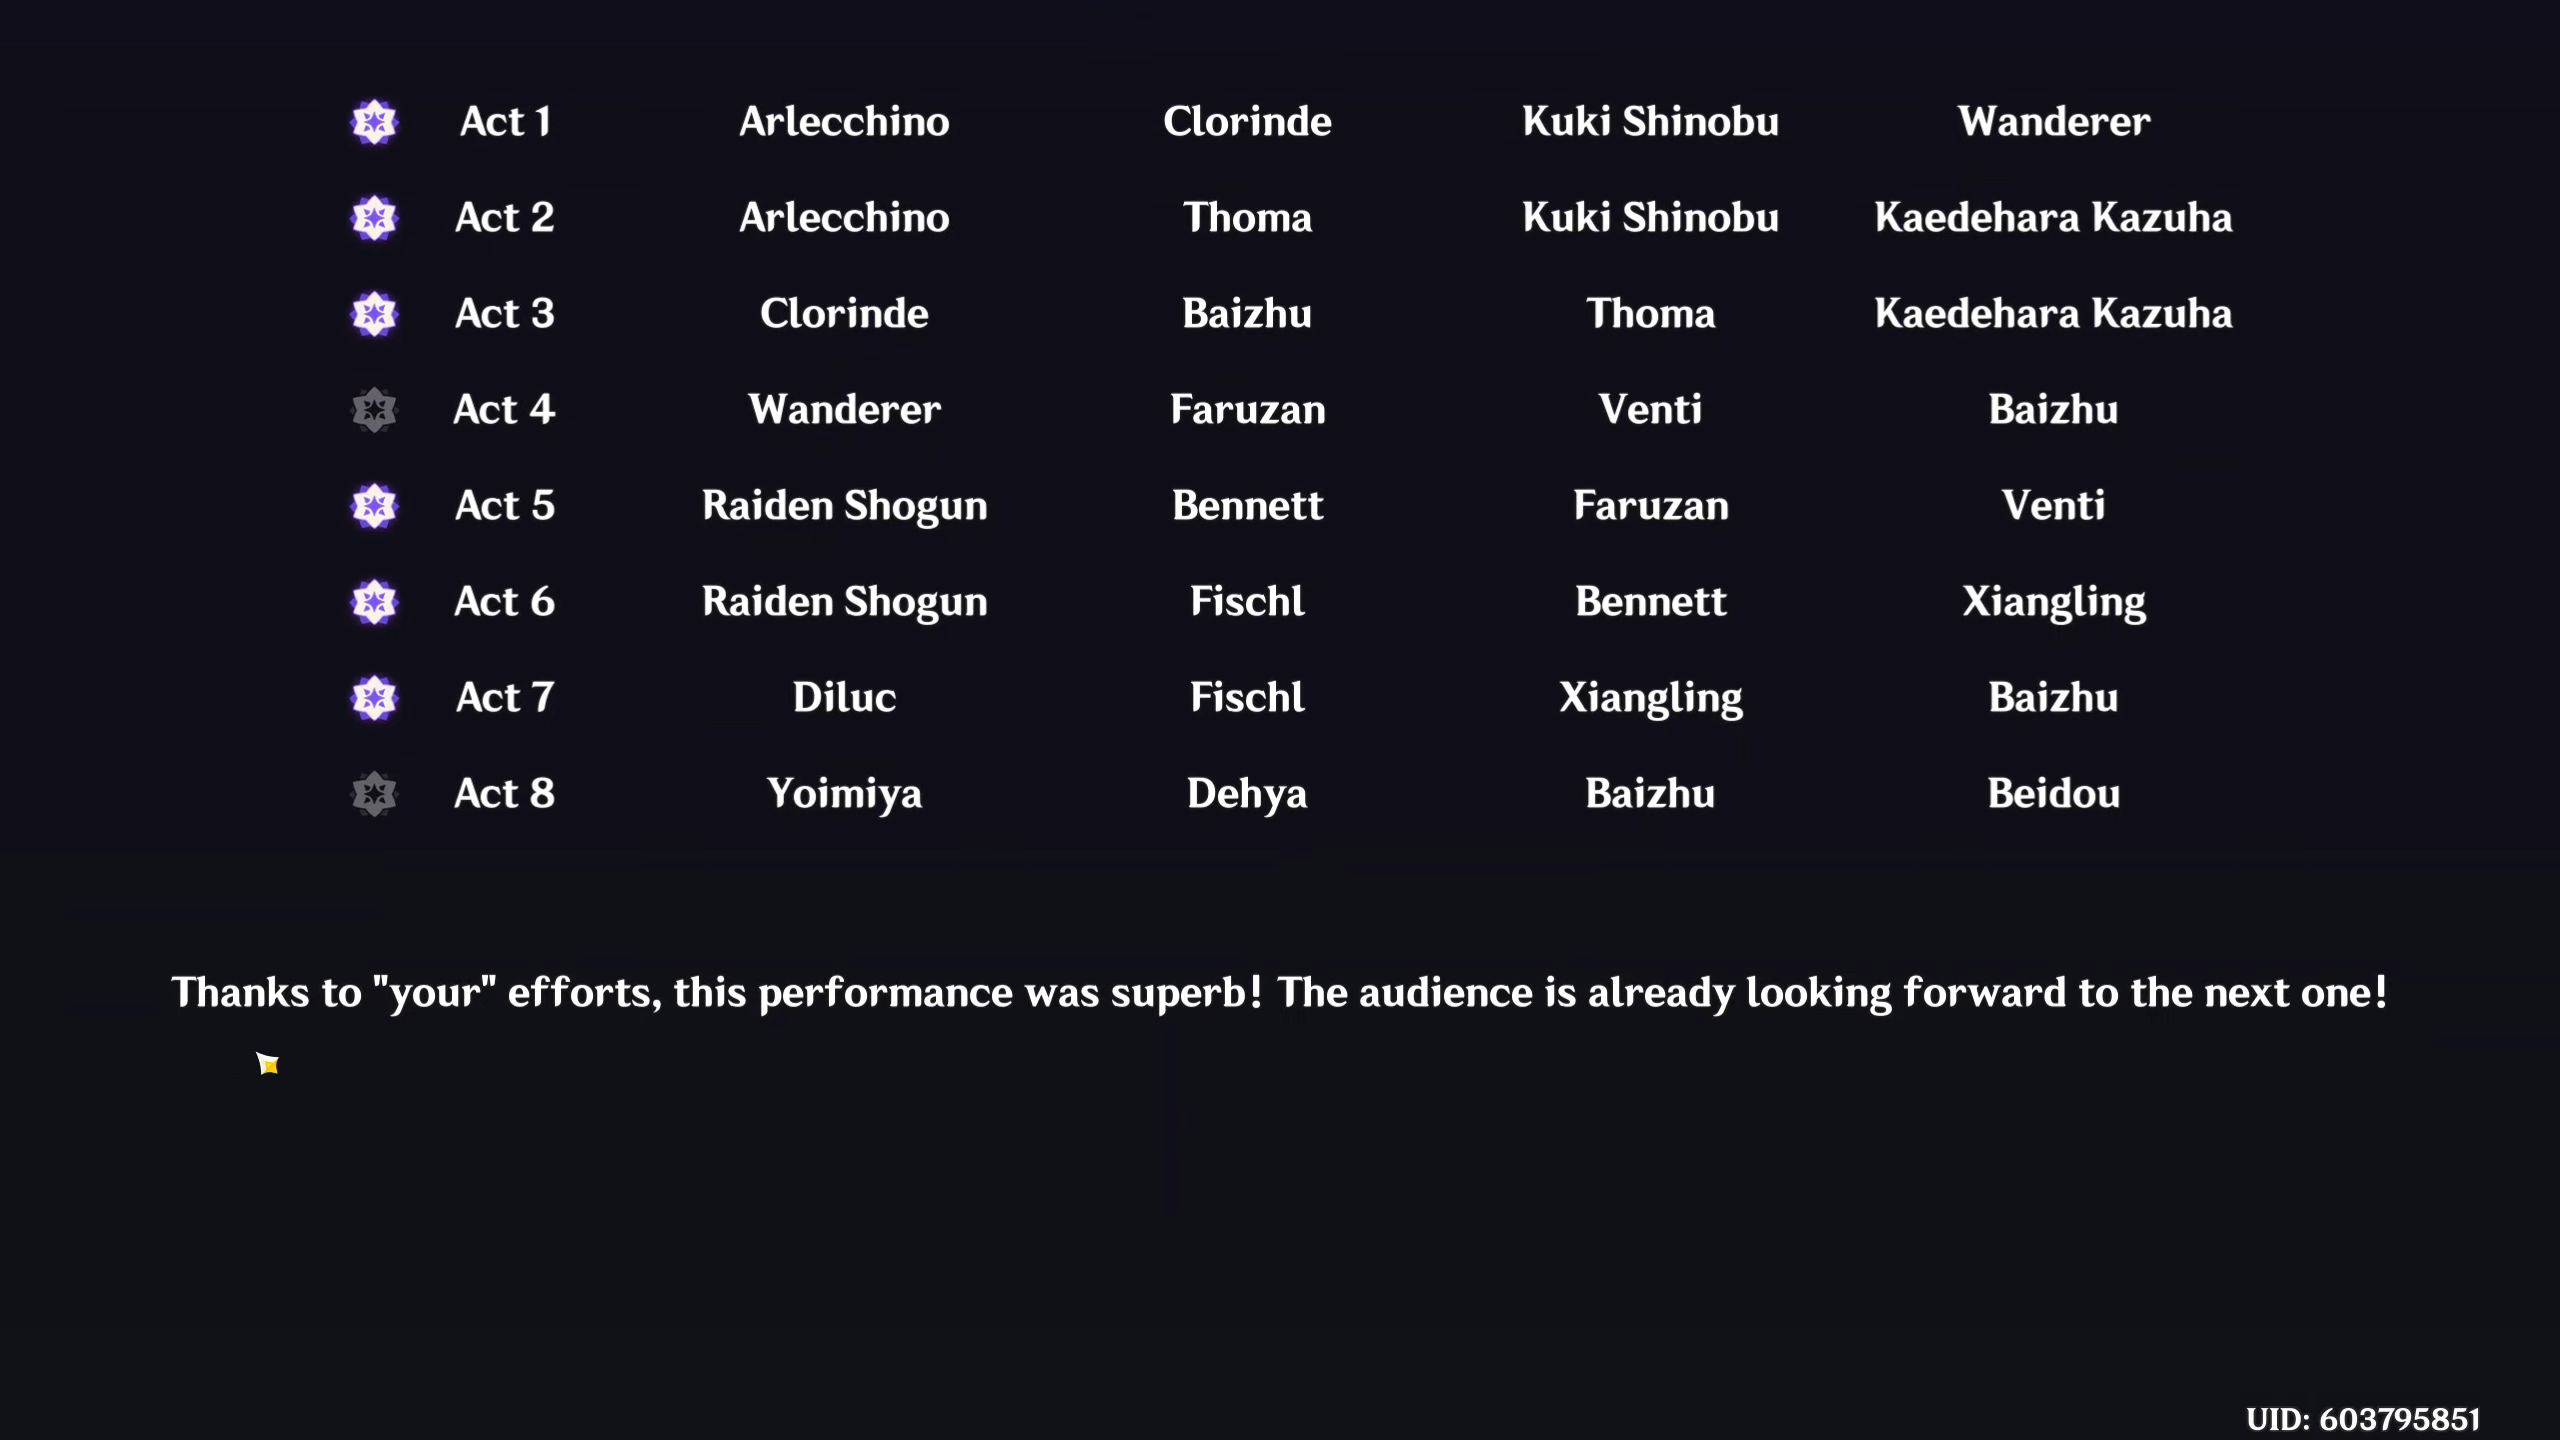 Act 1 Arlecchino Clorinde Kuki Shinobu Wanderer
Act 2 Arlecchino Thoma Kuki Shinobu Kaedehara Kazuha
Act 3 Clorinde Baizhu Thoma Kaedehara Kazuha
Act 4 Wanderer Faruzan Venti Baizhu
Act 5 Raiden Shogun Bennett Faruzan Venti
Act 6 Raiden Shogun Fischl Bennett Xiangling
Act 7 Diluc Fischl Xiangling Baizhu
Act 8 Yoimiya Dehya Baizhu Beidou
Thanks to "your" efforts, this performance was superb! The audience is already looking forward to the next one!
UID: 603795851